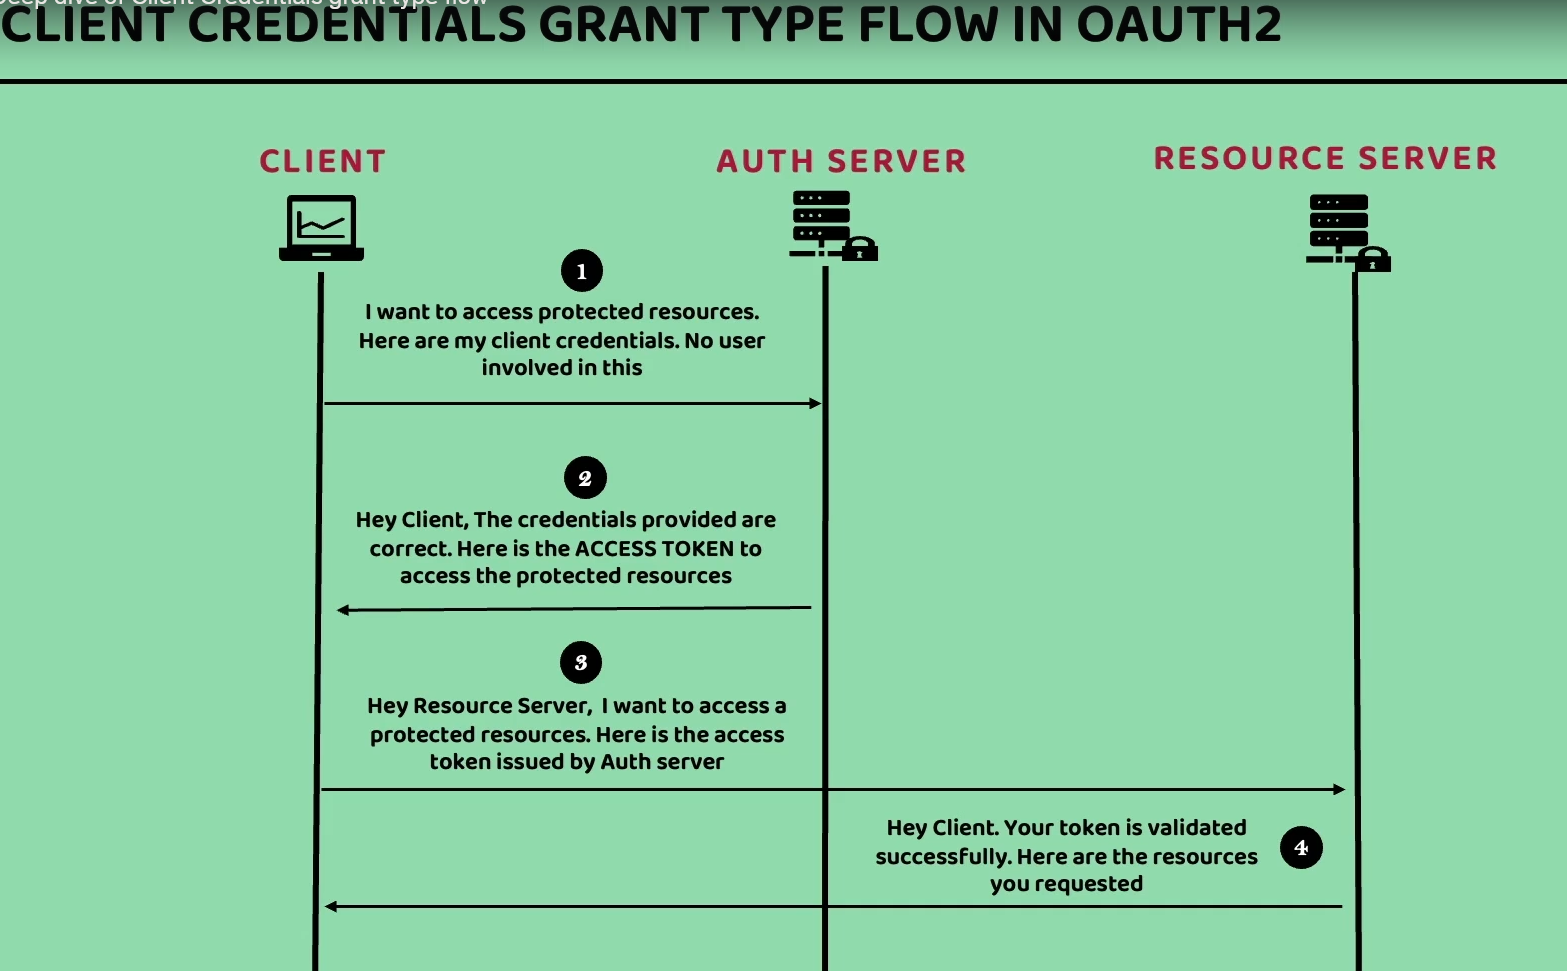 Deep dive of Client Credentials grant type flow
CLIENT CREDENTIALS GRANT TYPE FLOW IN OAUTH2
CLIENT
AUTH SERVER
RESOURCE SERVER
1
I want to access protected resources.
Here are my client credentials. No user
involved in this
2
Hey Client, The credentials provided are
correct. Here is the ACCESS TOKEN to
access the protected resources
3
Hey Resource Server, I want to access a
protected resources. Here is the access
token issued by Auth server
Hey Client. Your token is validated
successfully. Here are the resources
you requested
4